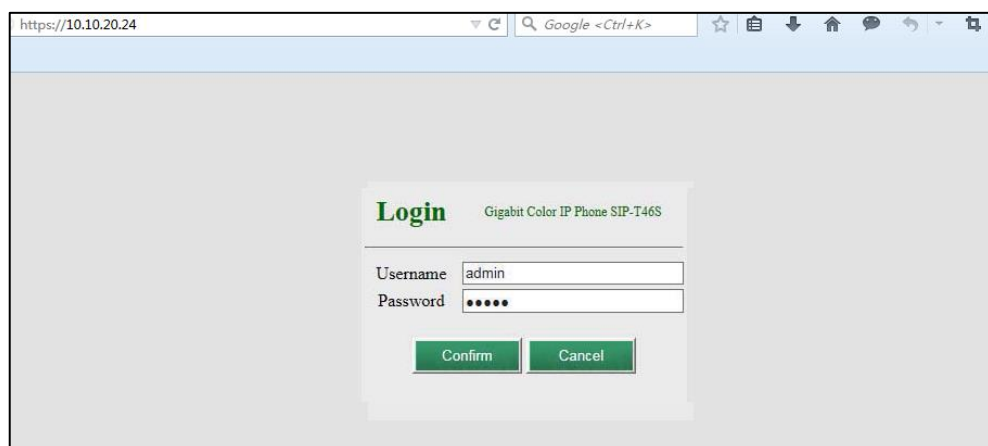 https://10.10.20.24
Google <Ctrl+K>
Login
Gigabit Color IP Phone SIP-T46S
Username
admin
Password
•••••
Confirm
Cancel